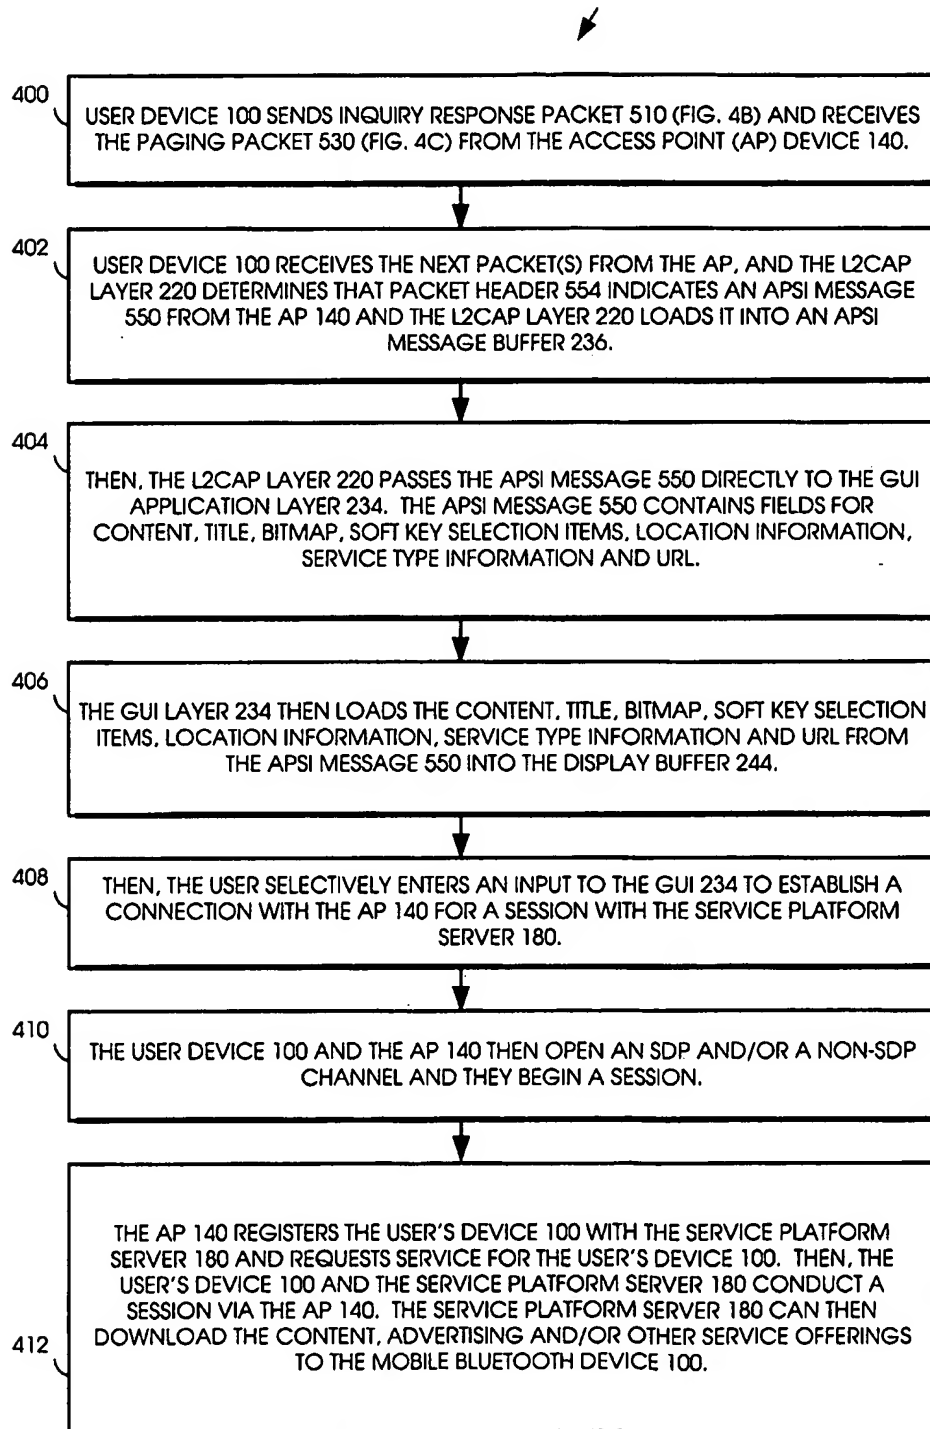 400
USER DEVICE 100 SENDS INQUIRY RESPONSE PACKET 510 (FIG. 4B) AND RECEIVES
THE PAGING PACKET 530 (FIG. 4C) FROM THE ACCESS POINT (AP) DEVICE 140.
402
USER DEVICE 100 RECEIVES THE NEXT PACKET(S) FROM THE AP, AND THE L2CAP
LAYER 220 DETERMINES THAT PACKET HEADER 554 INDICATES AN APSI MESSAGE
550 FROM THE AP 140 AND THE L2CAP LAYER 220 LOADS IT INTO AN APSI
MESSAGE BUFFER 236.
404
THEN, THE L2CAP LAYER 220 PASSES THE APSI MESSAGE 550 DIRECTLY TO THE GUI
APPLICATION LAYER 234. THE APSI MESSAGE 550 CONTAINS FIELDS FOR
CONTENT, TITLE, BITMAP, SOFT KEY SELECTION ITEMS, LOCATION INFORMATION,
SERVICE TYPE INFORMATION AND URL.
406
THE GUI LAYER 234 THEN LOADS THE CONTENT, TITLE, BITMAP, SOFT KEY SELECTION
ITEMS, LOCATION INFORMATION, SERVICE TYPE INFORMATION AND URL FROM
THE APSI MESSAGE 550 INTO THE DISPLAY BUFFER 244.
408
THEN, THE USER SELECTIVELY ENTERS AN INPUT TO THE GUI 234 TO ESTABLISH A
CONNECTION WITH THE AP 140 FOR A SESSION WITH THE SERVICE PLATFORM
SERVER 180.
410
THE USER DEVICE 100 AND THE AP 140 THEN OPEN AN SDP AND/OR A NON-SDP
CHANNEL AND THEY BEGIN A SESSION.
THE AP 140 REGISTERS THE USER'S DEVICE 100 WITH THE SERVICE PLATFORM
SERVER 180 AND REQUESTS SERVICE FOR THE USER'S DEVICE 100. THEN, THE
USER'S DEVICE 100 AND THE SERVICE PLATFORM SERVER 180 CONDUCT A
SESSION VIA THE AP 140. THE SERVICE PLATFORM SERVER 180 CAN THEN
DOWNLOAD THE CONTENT, ADVERTISING AND/OR OTHER SERVICE OFFERINGS
TO THE MOBILE BLUETOOTH DEVICE 100.
412